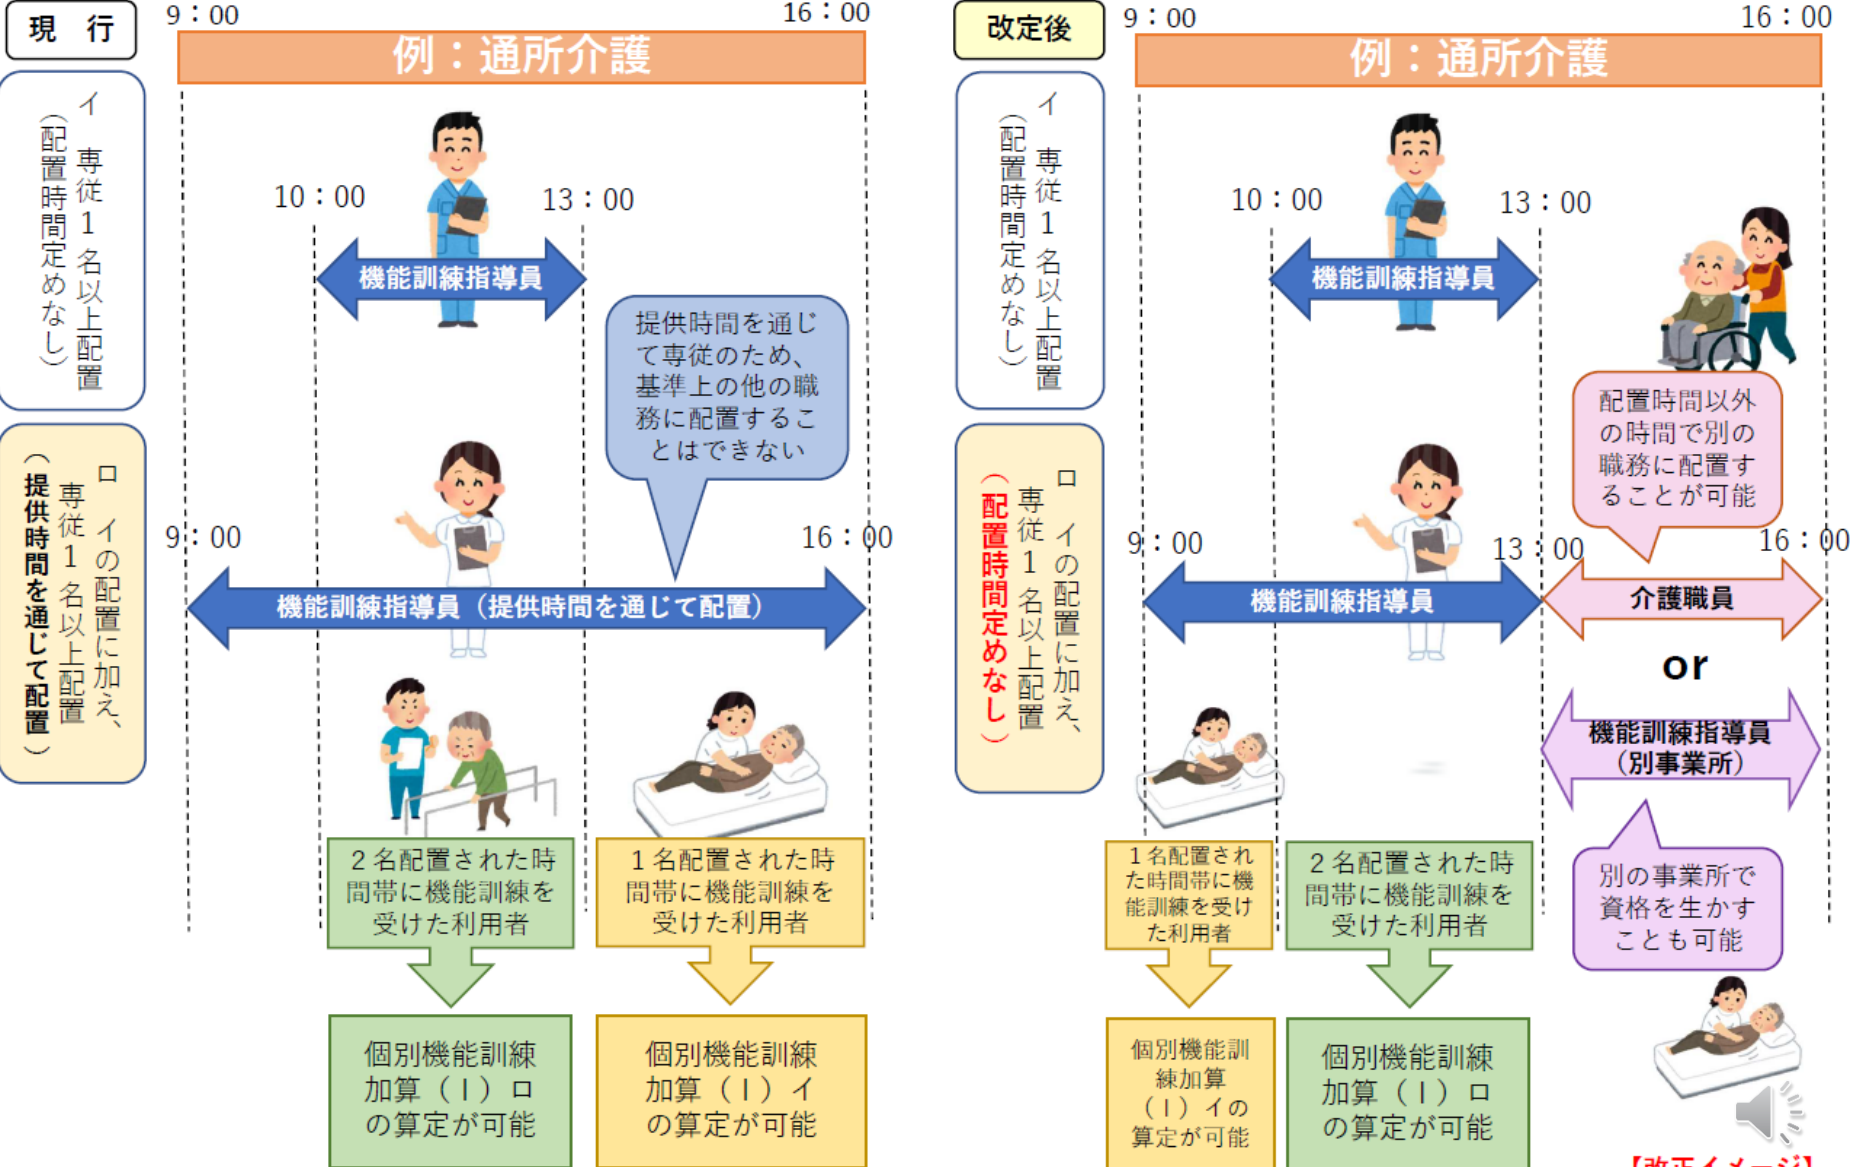 現　行
9：00
16：00
例：通所介護
イ　専従１名以上配置
（配置時間定めなし）
10：00
13：00
機能訓練指導員
提供時間を通じ
て専従のため、
基準上の他の職
務に配置するこ
とはできない
ロ　イの配置に加え、
専従１名以上配置
（提供時間を通じて配置）
9：00
16：00
機能訓練指導員（提供時間を通じて配置）
２名配置された時
間帯に機能訓練を
受けた利用者
１名配置された時
間帯に機能訓練を
受けた利用者
個別機能訓練
加算（Ⅰ）ロ
の算定が可能
個別機能訓練
加算（Ⅰ）イ
の算定が可能
改定後
9：00
16：00
例：通所介護
イ　専従１名以上配置
（配置時間定めなし）
10：00
13：00
機能訓練指導員
配置時間以外
の時間で別の
職務に配置す
ることが可能
ロ　イの配置に加え、
専従１名以上配置
（配置時間定めなし）
9：00
13：00
16：00
機能訓練指導員
介護職員
or
機能訓練指導員
（別事業所）
別の事業所で
資格を生かす
ことも可能
１名配置され
た時間帯に機
能訓練を受け
た利用者
２名配置された時
間帯に機能訓練を
受けた利用者
個別機能訓
練加算
（Ⅰ）イの
算定が可能
個別機能訓練
加算（Ⅰ）ロ
の算定が可能
【改正イメージ】